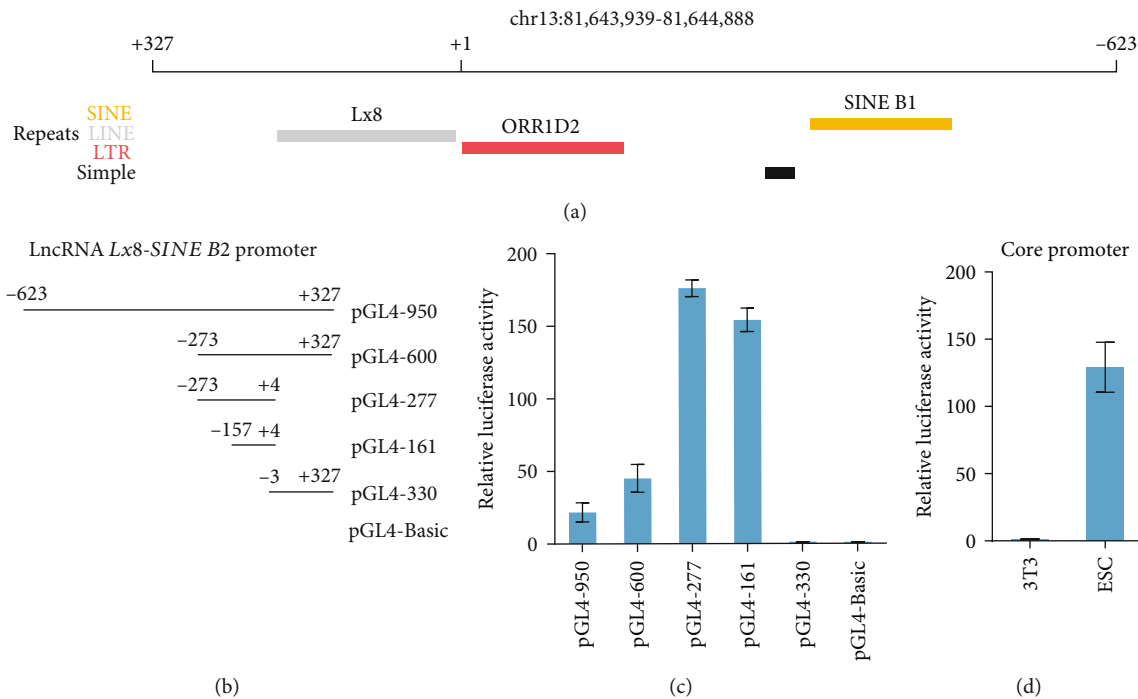 chr13:81,643,939-81,644,888
+327 +1 –623
SINE
Repeats LINE
LTR
Simple
Lx8
ORR1D2
SINE B1
(a)
LncRNA Lx8-SINE B2 promoter
–623 +327 pGL4-950
–273 +327 pGL4-600
–273 +4 pGL4-277
–157 +4 pGL4-161
–3 +327 pGL4-330
pGL4-Basic
(b)
Relative luciferase activity
200
150
100
50
0
pGL4-950
pGL4-600
pGL4-277
pGL4-161
pGL4-330
pGL4-Basic
(c)
Core promoter
Relative luciferase activity
200
150
100
50
0
3T3
ESC
(d)